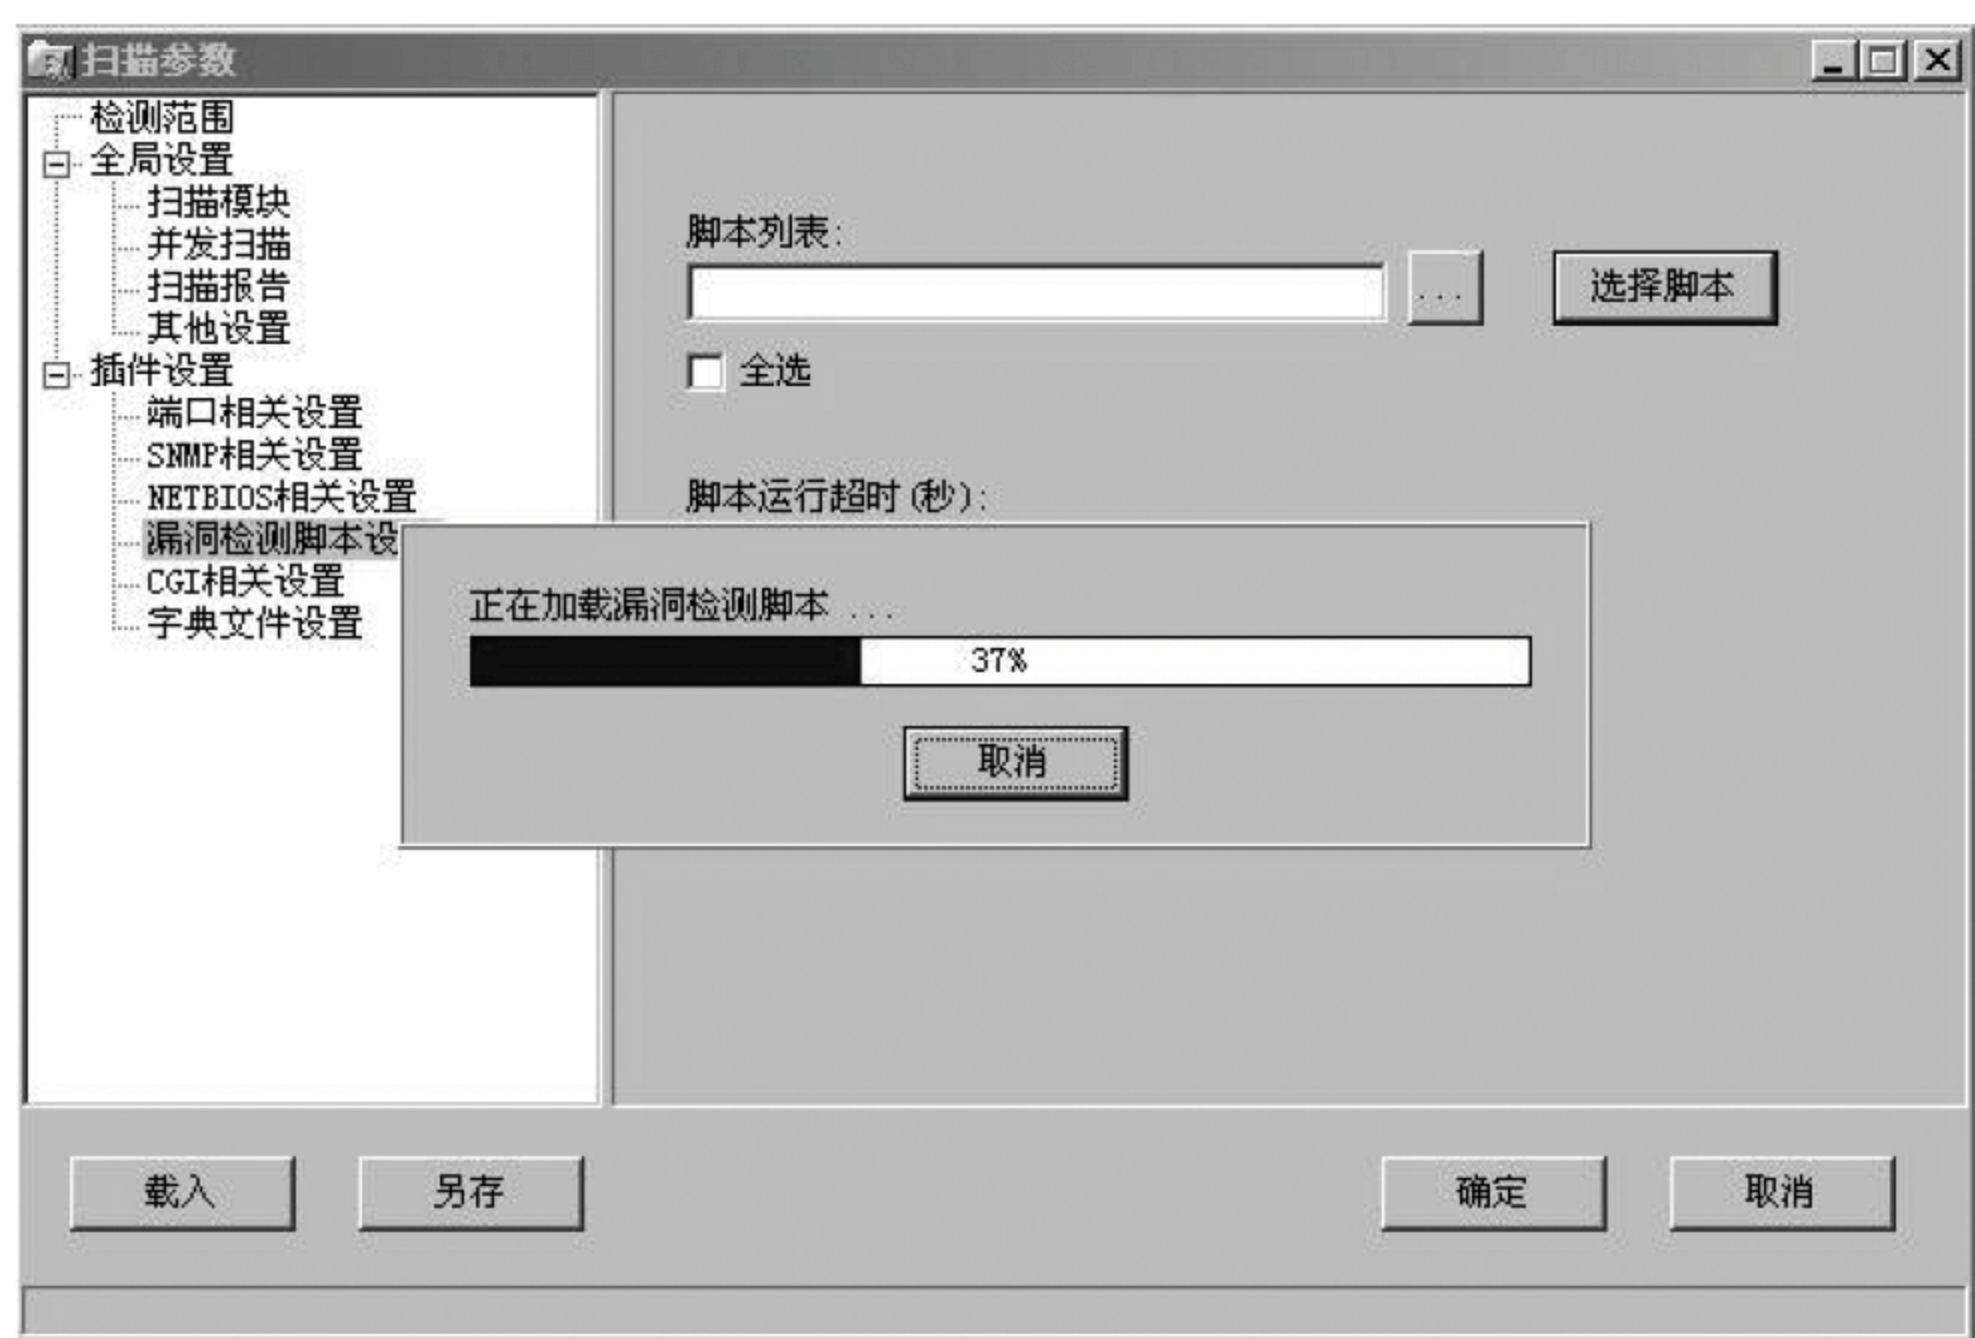 扫描参数
检测范围
全局设置
扫描模块
并发扫描
扫描报告
其他设置
插件设置
端口相关设置
SNMP相关设置
NETBIOS相关设置
漏洞检测脚本设
CGI相关设置
字典文件设置
脚本列表:
...
选择脚本
全选
脚本运行超时(秒):
正在加载漏洞检测脚本 ...
37%
取消
载入
另存
确定
取消